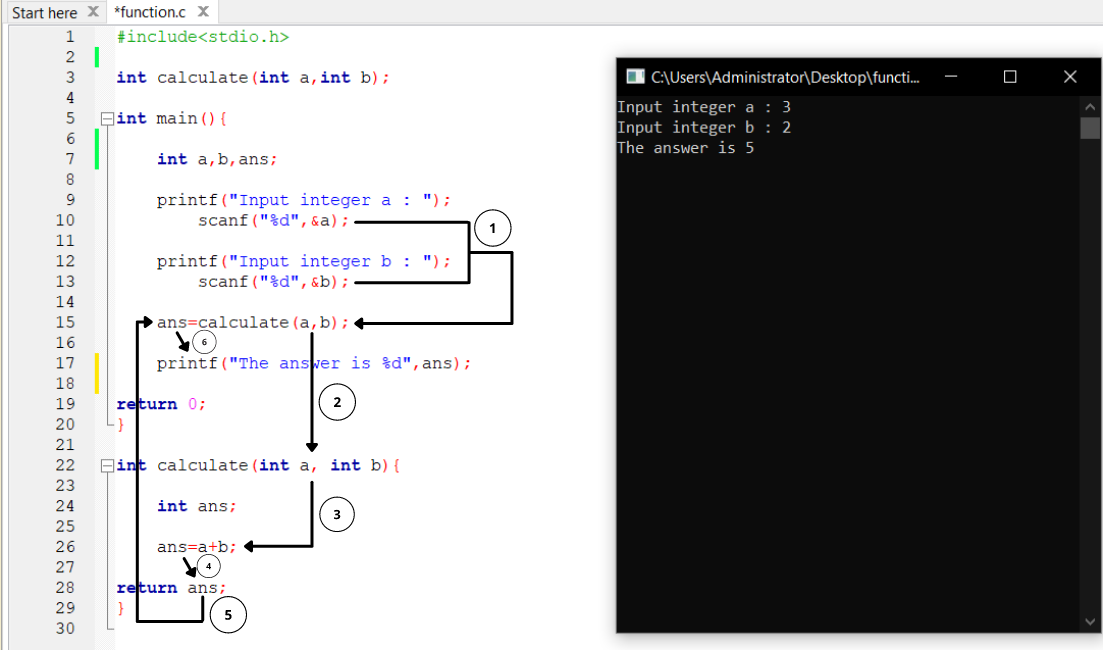 Start here X *function.c X
1 #include<stdio.h>
2
3 int calculate(int a,int b);
4
5 int main(){
6
7 int a,b,ans;
8
9 printf("Input integer a : ");
10 scanf("%d",&a);
11
12 printf("Input integer b : ");
13 scanf("%d",&b);
14
15 ans=calculate(a,b);
16
17 printf("The answer is %d",ans);
18
19 return 0;
20 }
21
22 int calculate(int a, int b){
23
24 int ans;
25
26 ans=a+b;
27
28 return ans;
29 }
30
1
6
2
3
4
5
C:\Users\Administrator\Desktop\functi...
Input integer a : 3
Input integer b : 2
The answer is 5